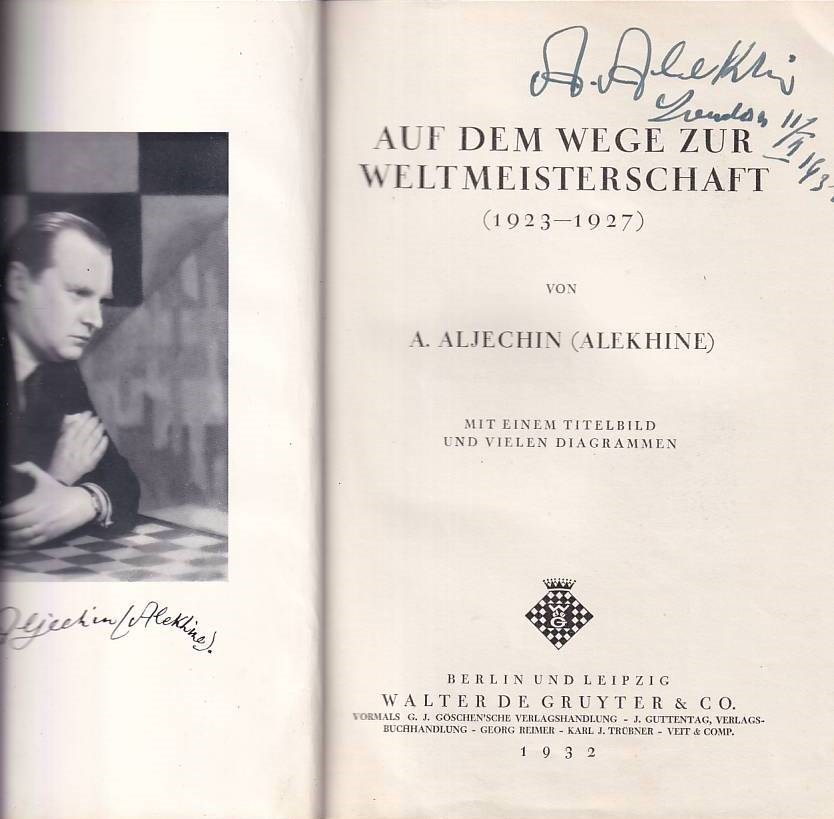 Aljechin (Alekhine).
A. Alekhin
London 11/I 193
AUF DEM WEGE ZUR
WELTMEISTERSCHAFT
(1923—1927)
VON
A. ALJECHIN (ALEKHINE)
MIT EINEM TITELBILD
UND VIELEN DIAGRAMMEN
W
DE
G
BERLIN UND LEIPZIG
WALTER DE GRUYTER & CO.
VORMALS G. J. GÖSCHEN'SCHE VERLAGSHANDLUNG – J. GUTTENTAG, VERLAGS-
BUCHHANDLUNG – GEORG REIMER – KARL J. TRÜBNER – VEIT & COMP.
1932